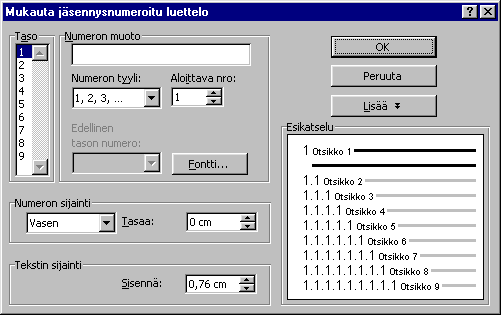 Mukauta jäsennysnumeroitu luettelo
Taso
1
2
3
4
5
6
7
8
9
Numeron muoto
Numeron tyyli:
Aloittava nro:
1, 2, 3, ...
1
Edellinen
tason numero:
Fontti...
OK
Peruuta
Lisää
Numeron sijainti
Vasen
Tasaa:
0 cm
Tekstin sijainti
Sisennä:
0,76 cm
Esikatselu
1 Otsikko 1
1.1 Otsikko 2
1.1.1 Otsikko 3
1.1.1.1 Otsikko 4
1.1.1.1.1 Otsikko 5
1.1.1.1.1.1 Otsikko 6
1.1.1.1.1.1.1 Otsikko 7
1.1.1.1.1.1.1.1 Otsikko 8
1.1.1.1.1.1.1.1.1 Otsikko 9